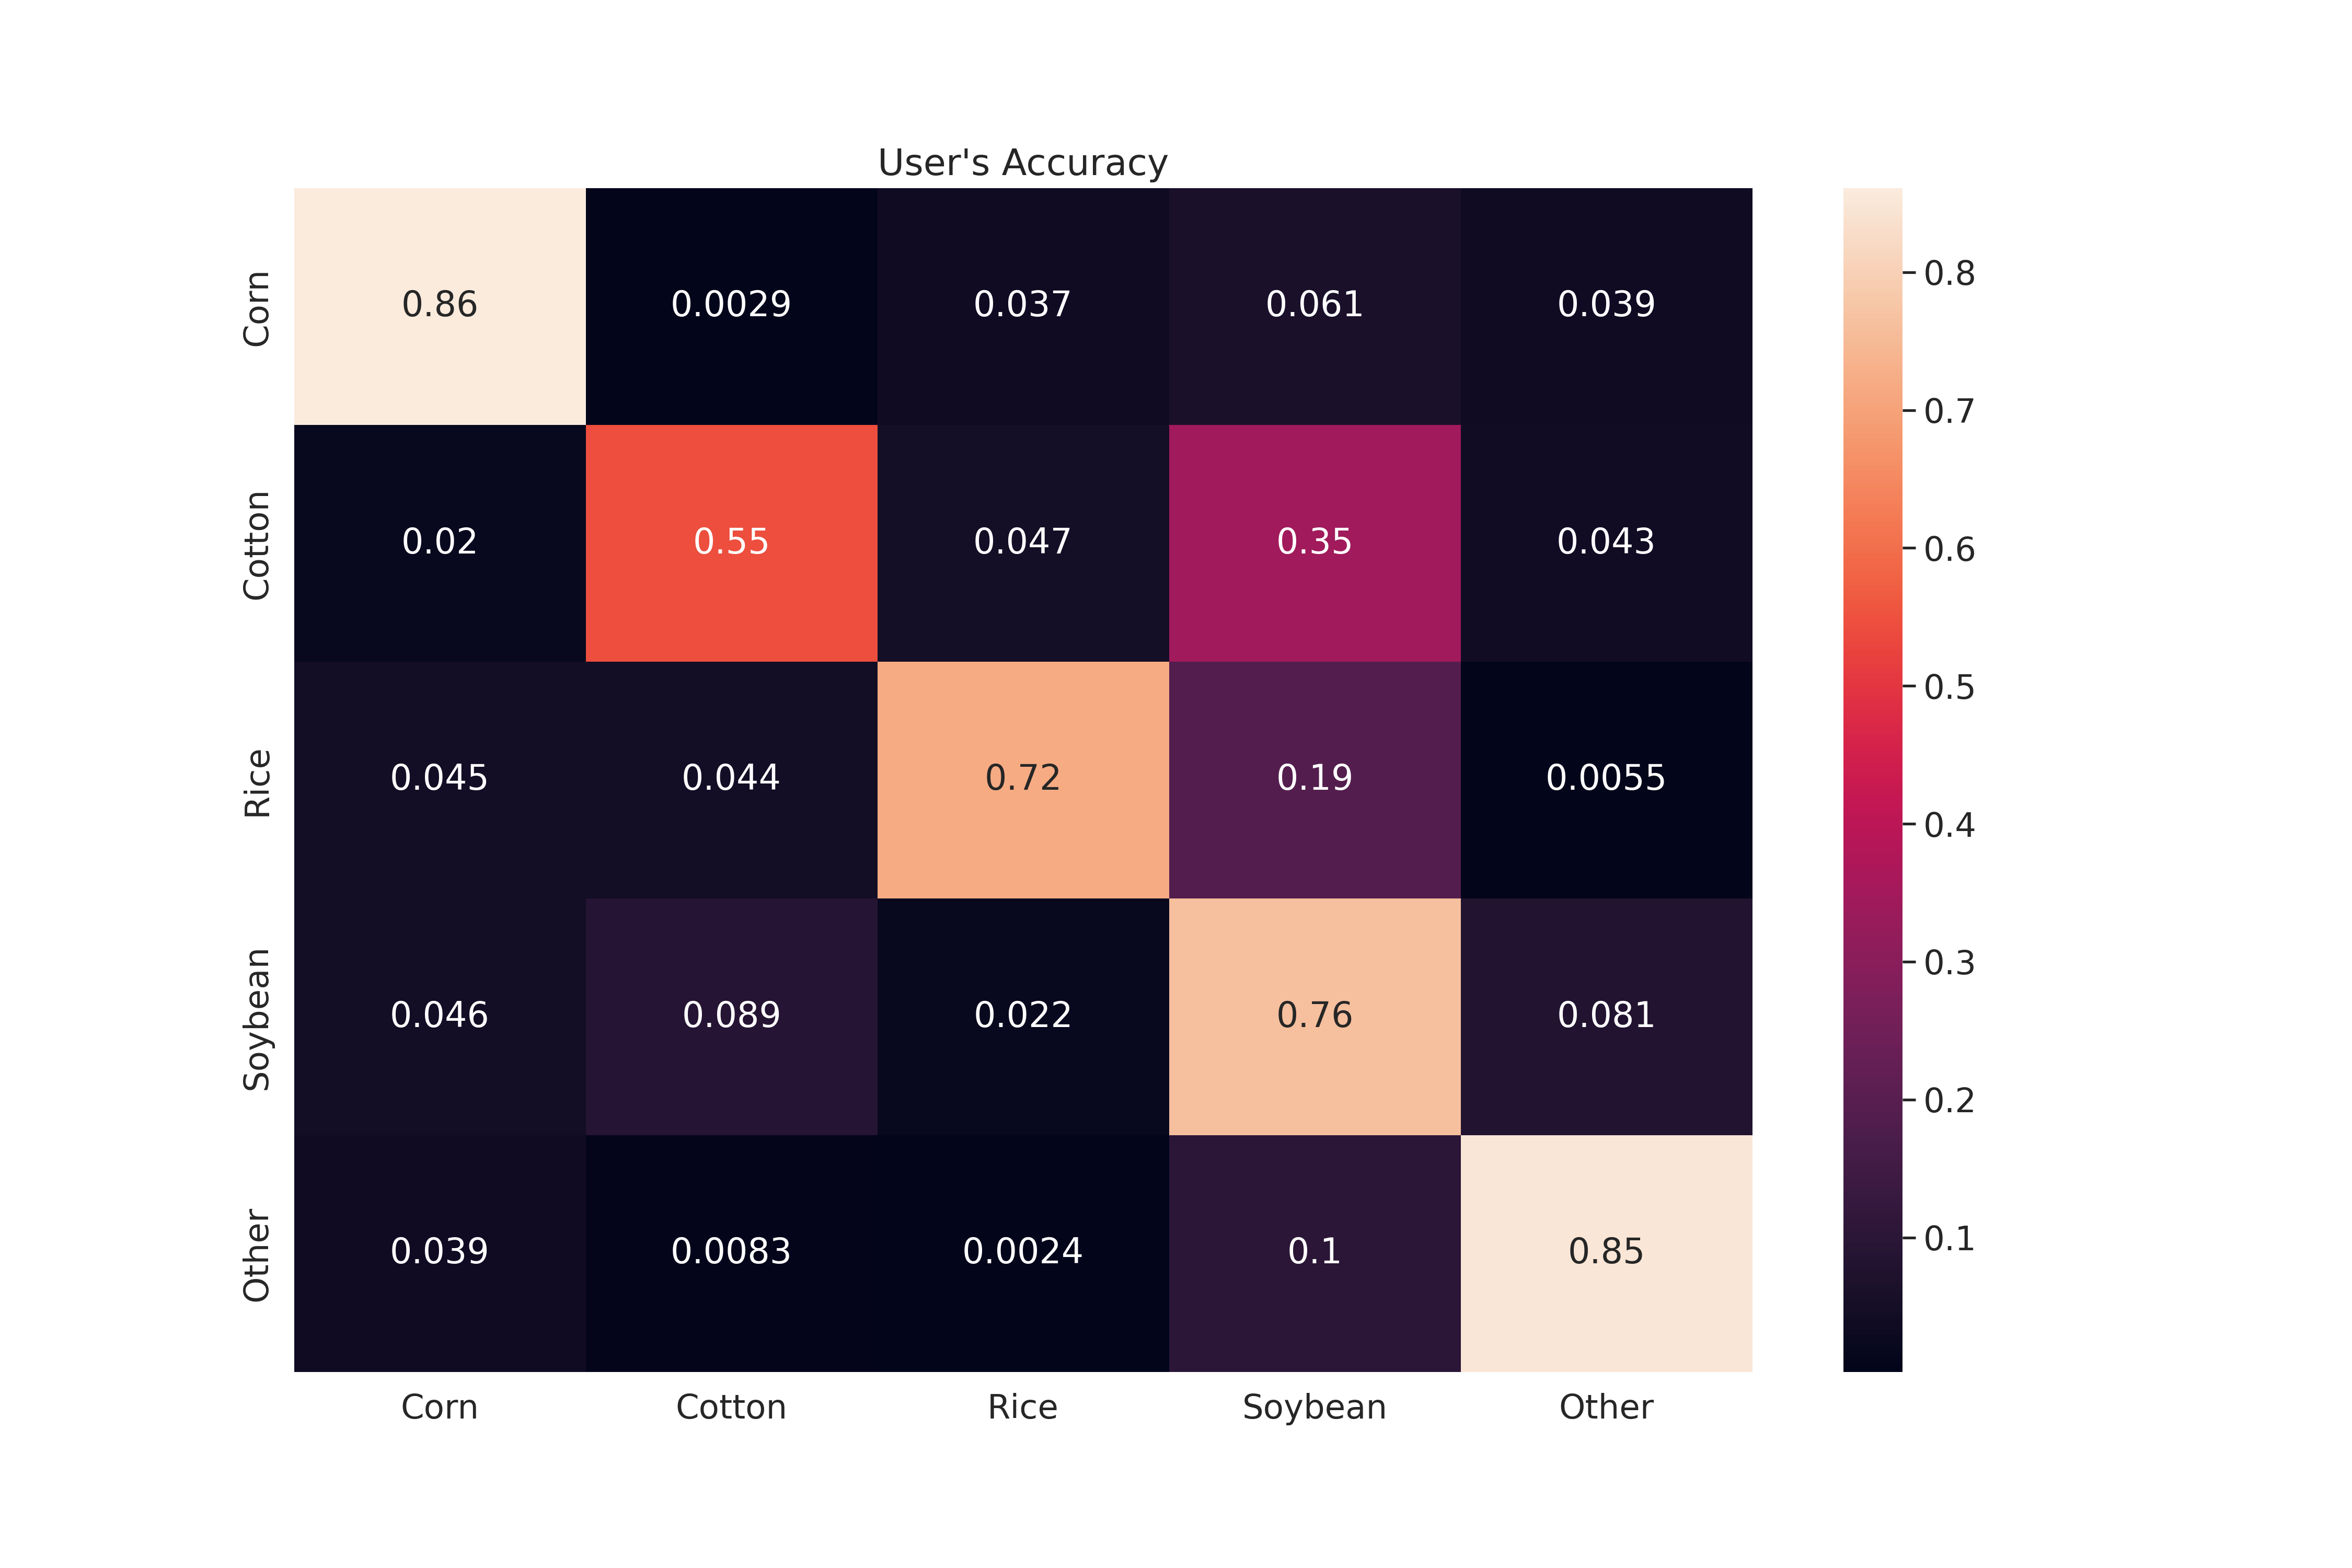 User's Accuracy
Corn 0.86 0.0029 0.037 0.061 0.039
Cotton 0.02 0.55 0.047 0.35 0.043
Rice 0.045 0.044 0.72 0.19 0.0055
Soybean 0.046 0.089 0.022 0.76 0.081
Other 0.039 0.0083 0.0024 0.1 0.85
Corn Cotton Rice Soybean Other
0.8
0.7
0.6
0.5
0.4
0.3
0.2
0.1